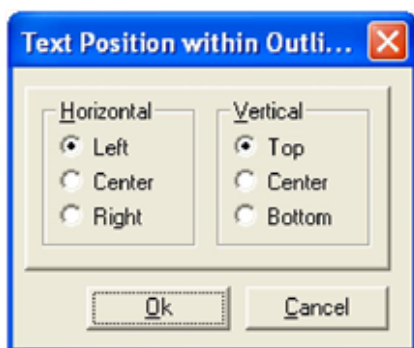 Text Position within Outli...
Horizontal
Left
Center
Right
Vertical
Top
Center
Bottom
Ok
Cancel